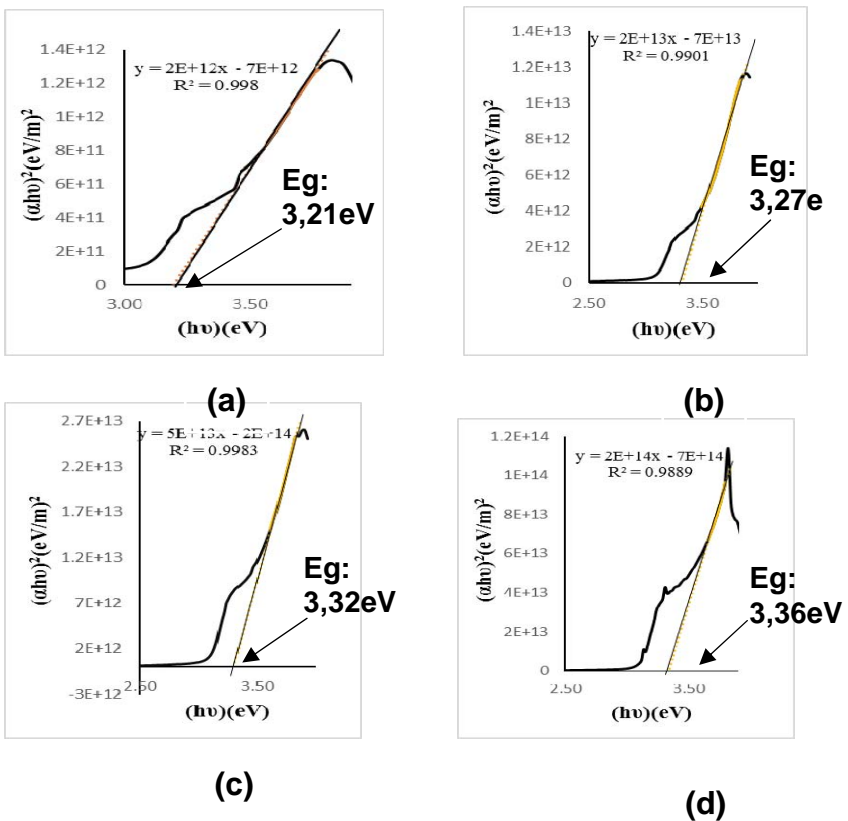 1.4E+12
y = 2E+12x - 7E+12
R² = 0.998
1.2E+12
1E+12
8E+11
6E+11
4E+11
2E+11
0
3.00
3.50
(αhυ)²(eV/m)²
(hυ)(eV)
Eg:
3,21eV
(a)
1.4E+13
y = 2E+13x - 7E+13
R² = 0.9901
1.2E+13
1E+13
8E+12
6E+12
4E+12
2E+12
0
2.50
3.50
(αhυ)²(eV/m)²
(hυ)(eV)
Eg:
3,27e
(b)
2.7E+13
y = 5E+13x - 2E+14
R² = 0.9983
2.2E+13
1.7E+13
1.2E+13
7E+12
2E+12
-3E+12
2.50
3.50
(αhυ)²(eV/m)²
(hυ)(eV)
Eg:
3,32eV
(c)
1.2E+14
y = 2E+14x - 7E+14
R² = 0.9889
1E+14
8E+13
6E+13
4E+13
2E+13
0
2.50
3.50
(αhυ)²(eV/m)²
(hυ)(eV)
Eg:
3,36eV
(d)